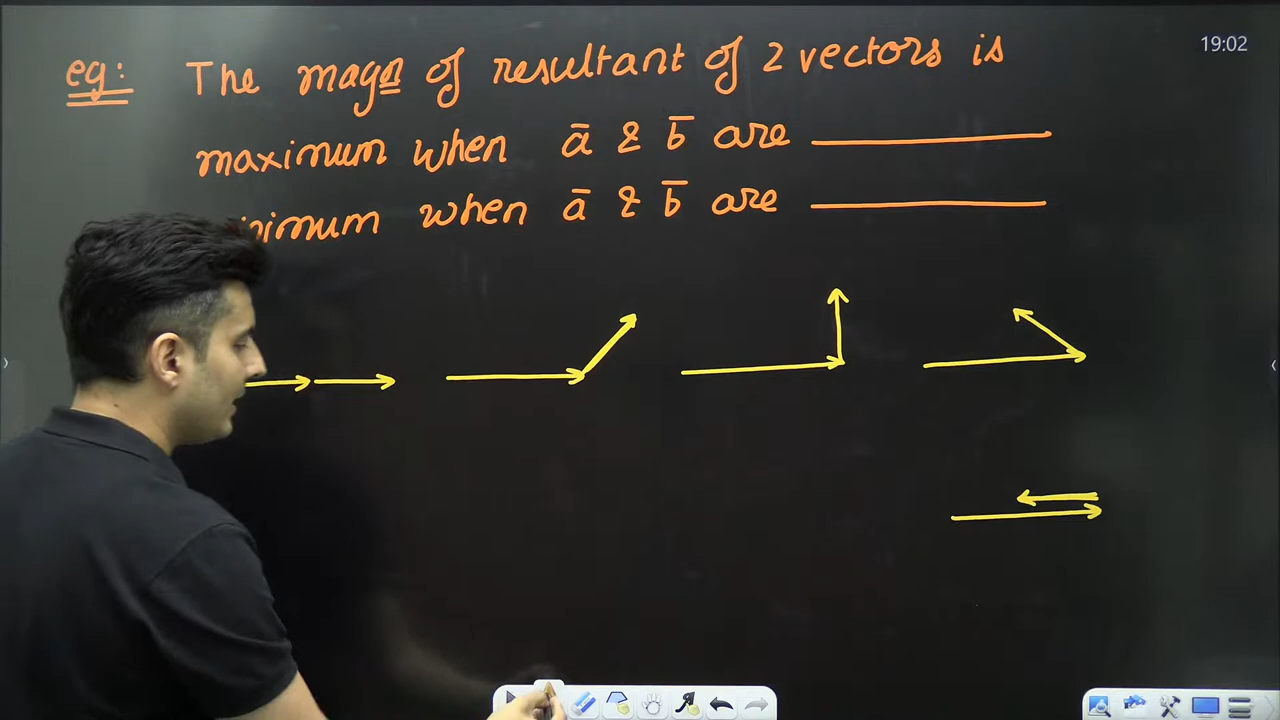 19:02
eg: The magn of resultant of 2 vectors is
maximum when a̅ & b̅ are
when a̅ & b̅ are